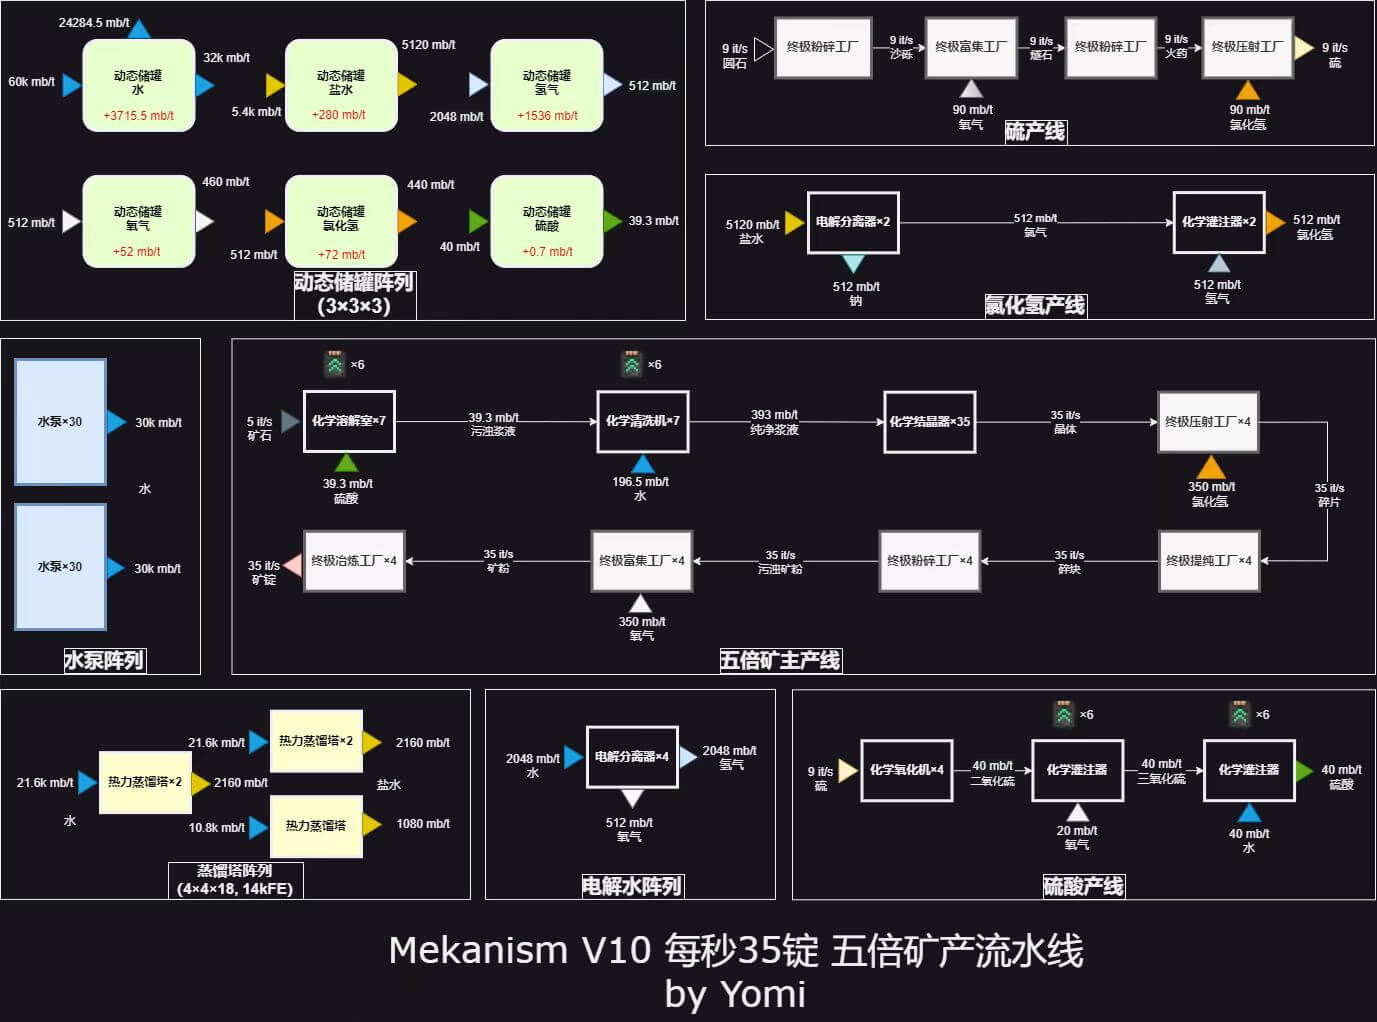 24284.5 mb/t
60k mb/t
动态储罐
水
+3715.5 mb/t
32k mb/t
5.4k mb/t
动态储罐
盐水
+280 mb/t
5120 mb/t
2048 mb/t
动态储罐
氢气
+1536 mb/t
512 mb/t
512 mb/t
动态储罐
氧气
+52 mb/t
460 mb/t
512 mb/t
动态储罐
氯化氢
+72 mb/t
440 mb/t
40 mb/t
动态储罐
硫酸
+0.7 mb/t
39.3 mb/t
动态储罐阵列
(3×3×3)
9 it/s
圆石
终极粉碎工厂
9 it/s
沙砾
终极富集工厂
90 mb/t
氧气
9 it/s
燧石
终极粉碎工厂
9 it/s
火药
终极压射工厂
90 mb/t
氯化氢
9 it/s
硫
硫产线
5120 mb/t
盐水
电解分离器×2
512 mb/t
钠
512 mb/t
氯气
化学灌注器×2
512 mb/t
氢气
512 mb/t
氯化氢
氯化氢产线
水泵×30
30k mb/t
水
水泵×30
30k mb/t
水泵阵列
×6
×6
5 it/s
矿石
化学溶解室×7
39.3 mb/t
硫酸
39.3 mb/t
污浊浆液
化学清洗机×7
196.5 mb/t
水
393 mb/t
纯净浆液
化学结晶器×35
35 it/s
晶体
终极压射工厂×4
350 mb/t
氯化氢
35 it/s
碎片
终极提纯工厂×4
35 it/s
碎块
终极粉碎工厂×4
35 it/s
污浊矿粉
终极富集工厂×4
350 mb/t
氧气
35 it/s
矿粉
终极冶炼工厂×4
35 it/s
矿锭
五倍矿主产线
21.6k mb/t
水
热力蒸馏塔×2
2160 mb/t
21.6k mb/t
热力蒸馏塔×2
2160 mb/t
盐水
10.8k mb/t
热力蒸馏塔
1080 mb/t
蒸馏塔阵列
(4×4×18, 14kFE)
2048 mb/t
水
电解分离器×4
2048 mb/t
氢气
512 mb/t
氧气
电解水阵列
×6
×6
9 it/s
硫
化学氧化机×4
40 mb/t
二氧化硫
化学灌注器
20 mb/t
氧气
40 mb/t
三氧化硫
化学灌注器
40 mb/t
水
40 mb/t
硫酸
硫酸产线
Mekanism V10 每秒35锭 五倍矿产流水线
by Yomi